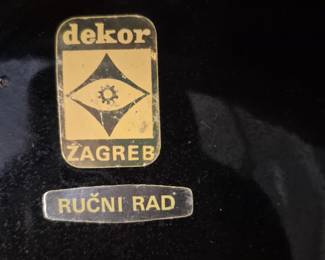 dekor
ZAGREB
RUČNI RAD